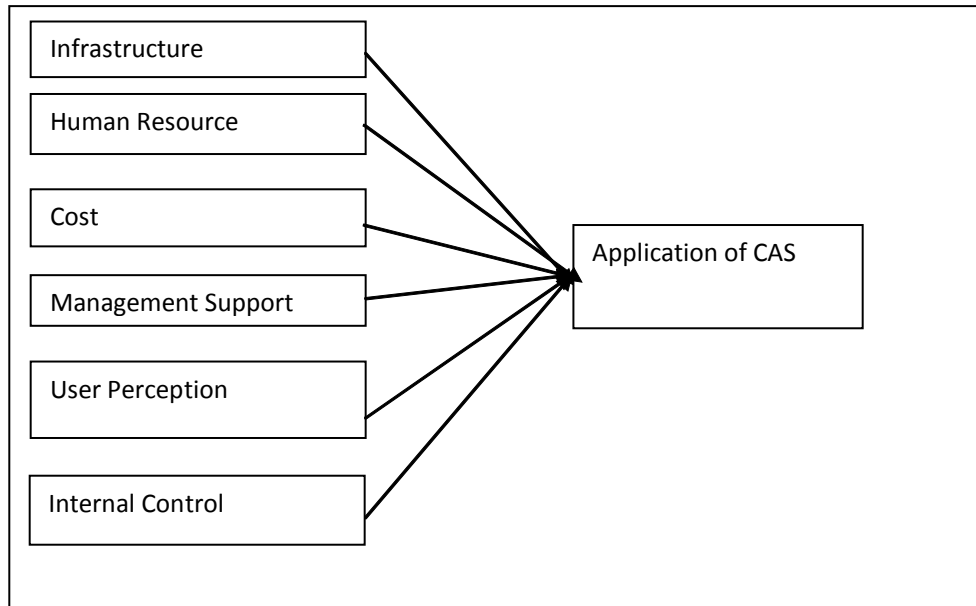 Infrastructure
Human Resource
Cost
Management Support
User Perception
Internal Control
Application of CAS